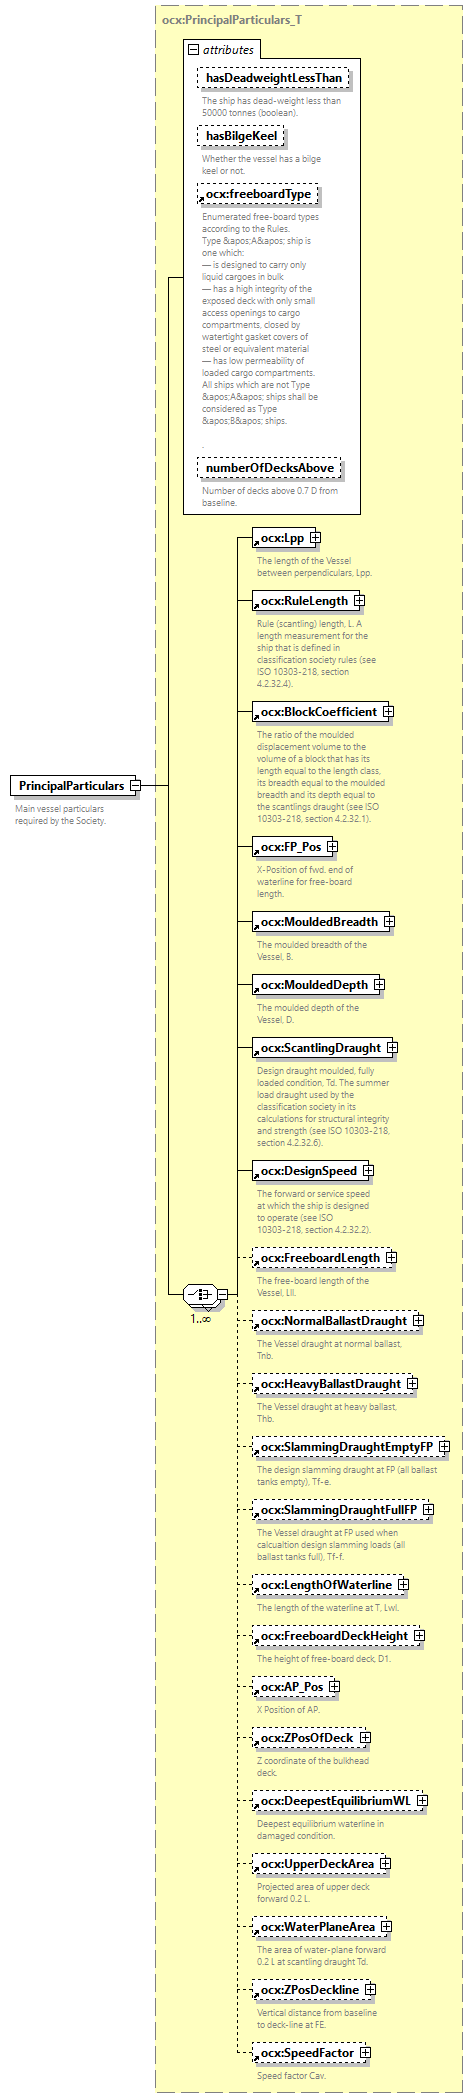 ocx:PrincipalParticulars_T
attributes
hasDeadweightLessThan
The ship has dead-weight less than
50000 tonnes (boolean).
hasBilgeKeel
Whether the vessel has a bilge
keel or not.
ocx:freeboardType
Enumerated free-board types
according to the Rules.
Type &apos;A&apos; ship is
one which:
— is designed to carry only
liquid cargoes in bulk
— has a high integrity of the
exposed deck with only small
access openings to cargo
compartments, closed by
watertight gasket covers of
steel or equivalent material
— has low permeability of
loaded cargo compartments.
All ships which are not Type
&apos;A&apos; ships shall be
considered as Type
&apos;B&apos; ships.
.
numberOfDecksAbove
Number of decks above 0.7 D from
baseline.
ocx:Lpp
The length of the Vessel
between perpendiculars, Lpp.
ocx:RuleLength
Rule (scantling) length, L. A
length measurement for the
ship that is defined in
classification society rules (see
ISO 10303-218, section
4.2.32.4).
ocx:BlockCoefficient
The ratio of the moulded
displacement volume to the
volume of a block that has its
length equal to the length class,
its breadth equal to the moulded
breadth and its depth equal to
the scantlings draught (see ISO
10303-218, section 4.2.32.1).
PrincipalParticulars
Main vessel particulars
required by the Society.
ocx:FP_Pos
X-Position of fwd. end of
waterline for free-board
length.
ocx:MouldedBreadth
The moulded breadth of the
Vessel, B.
ocx:MouldedDepth
The moulded depth of the
Vessel, D.
ocx:ScantlingDraught
Design draught moulded, fully
loaded condition, Td. The summer
load draught used by the
classification society in its
calculations for structural integrity
and strength (see ISO 10303-218,
section 4.2.32.6).
ocx:DesignSpeed
The forward or service speed
at which the ship is designed
to operate (see ISO
10303-218, section 4.2.32.2).
ocx:FreeboardLength
The free-board length of the
Vessel, Lll.
1..∞
ocx:NormalBallastDraught
The Vessel draught at normal ballast,
Tnb.
ocx:HeavyBallastDraught
The Vessel draught at heavy ballast,
Thb.
ocx:SlammingDraughtEmptyFP
The design slamming draught at FP (all ballast
tanks empty), Tf-e.
ocx:SlammingDraughtFullFP
The Vessel draught at FP used when
calcualtion design slamming loads (all
ballast tanks full), Tf-f.
ocx:LengthOfWaterline
The length of the waterline at T, Lwl.
ocx:FreeboardDeckHeight
The height of free-board deck, D1.
ocx:AP_Pos
X Position of AP.
ocx:ZPosOfDeck
Z coordinate of the bulkhead
deck.
ocx:DeepestEquilibriumWL
Deepest equilibrium waterline in
damaged condition.
ocx:UpperDeckArea
Projected area of upper deck
forward 0.2 L.
ocx:WaterPlaneArea
The area of water-plane forward
0.2 L at scantling draught Td.
ocx:ZPosDeckline
Vertical distance from baseline
to deck-line at FE.
ocx:SpeedFactor
Speed factor Cav.